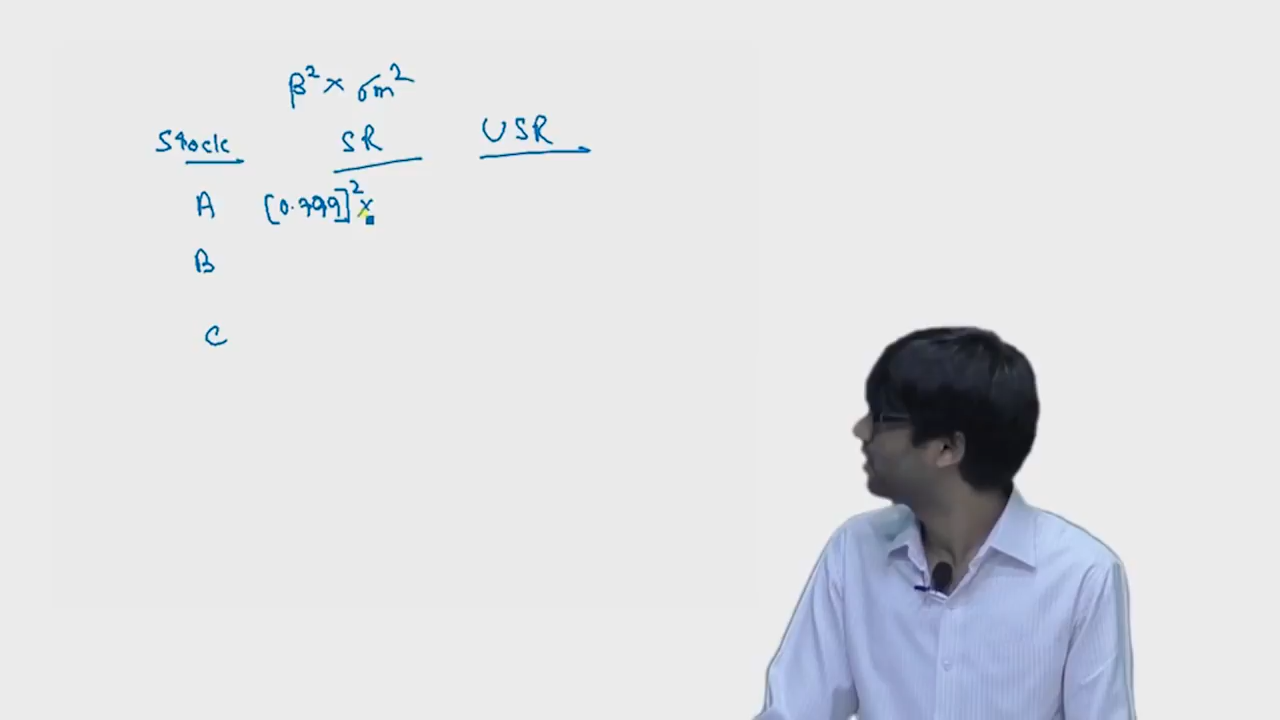 β² × σm²
Stock SR USR
A [0.799]² ×
B
C